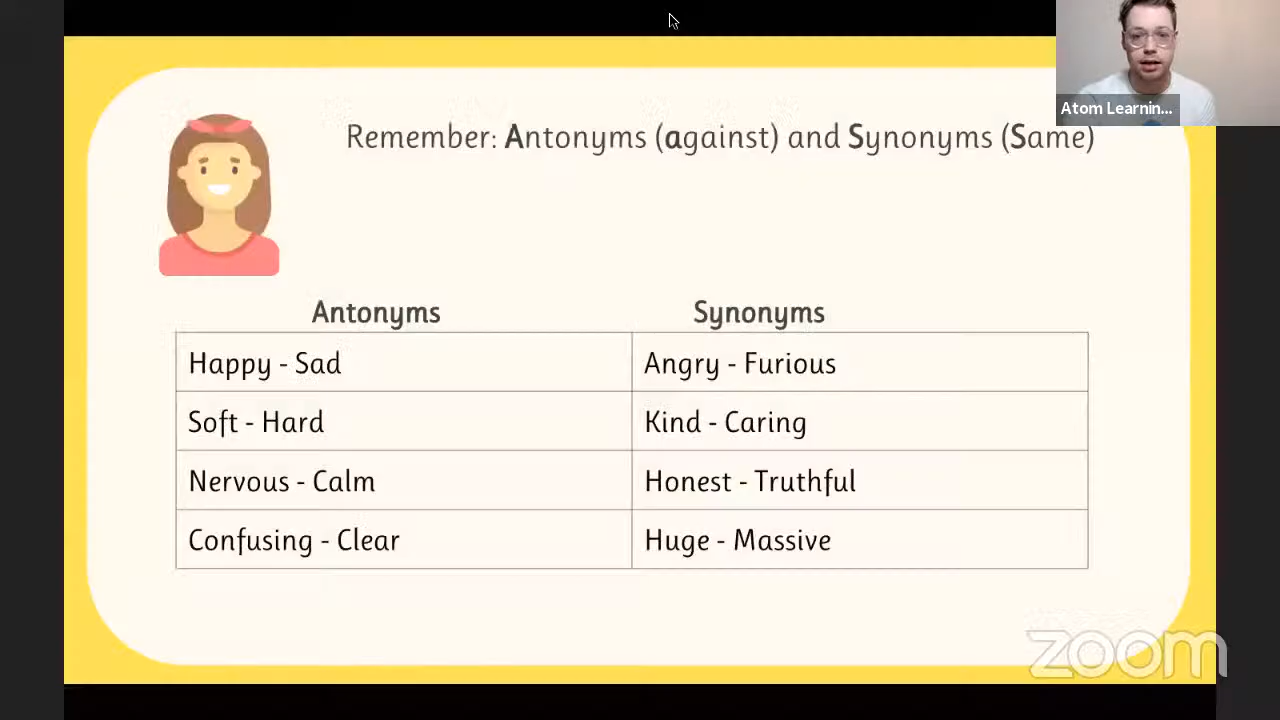 Atom Learnin...
Remember: Antonyms (against) and Synonyms (Same)
Antonyms Synonyms
Happy - Sad Angry - Furious
Soft - Hard Kind - Caring
Nervous - Calm Honest - Truthful
Confusing - Clear Huge - Massive
zoom